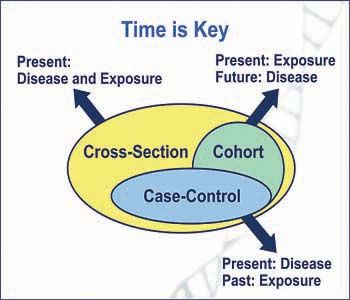 Time is Key
Present:
Disease and Exposure
Present: Exposure
Future: Disease
Cross-Section
Cohort
Case-Control
Present: Disease
Past: Exposure